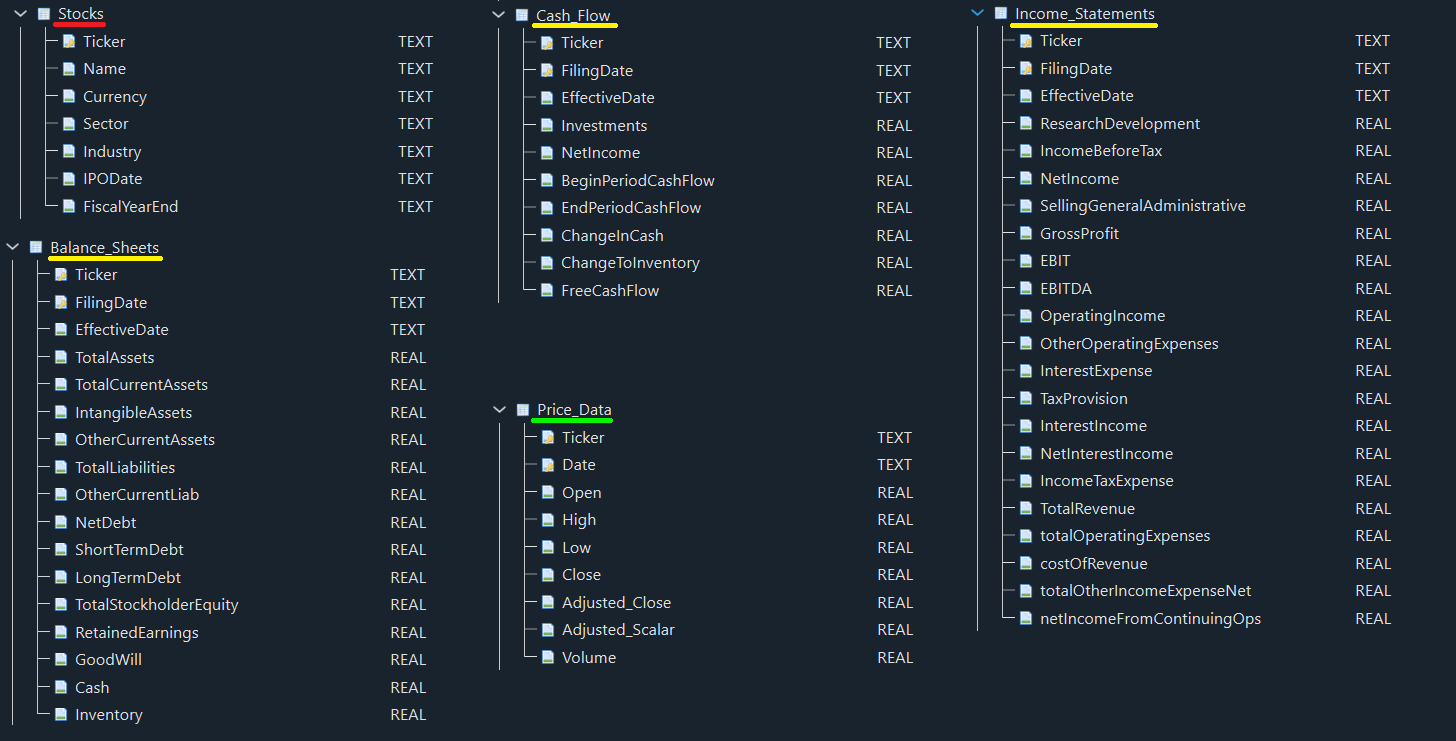 Stocks
Ticker TEXT
Name TEXT
Currency TEXT
Sector TEXT
Industry TEXT
IPODate TEXT
FiscalYearEnd TEXT
Balance_Sheets
Ticker TEXT
FilingDate TEXT
EffectiveDate TEXT
TotalAssets REAL
TotalCurrentAssets REAL
IntangibleAssets REAL
OtherCurrentAssets REAL
TotalLiabilities REAL
OtherCurrentLiab REAL
NetDebt REAL
ShortTermDebt REAL
LongTermDebt REAL
TotalStockholderEquity REAL
RetainedEarnings REAL
GoodWill REAL
Cash REAL
Inventory REAL
Cash_Flow
Ticker TEXT
FilingDate TEXT
EffectiveDate TEXT
Investments REAL
NetIncome REAL
BeginPeriodCashFlow REAL
EndPeriodCashFlow REAL
ChangeInCash REAL
ChangeToInventory REAL
FreeCashFlow REAL
Price_Data
Ticker TEXT
Date TEXT
Open REAL
High REAL
Low REAL
Close REAL
Adjusted_Close REAL
Adjusted_Scalar REAL
Volume REAL
Income_Statements
Ticker TEXT
FilingDate TEXT
EffectiveDate TEXT
ResearchDevelopment REAL
IncomeBeforeTax REAL
NetIncome REAL
SellingGeneralAdministrative REAL
GrossProfit REAL
EBIT REAL
EBITDA REAL
OperatingIncome REAL
OtherOperatingExpenses REAL
InterestExpense REAL
TaxProvision REAL
InterestIncome REAL
NetInterestIncome REAL
IncomeTaxExpense REAL
TotalRevenue REAL
totalOperatingExpenses REAL
costOfRevenue REAL
totalOtherIncomeExpenseNet REAL
netIncomeFromContinuingOps REAL